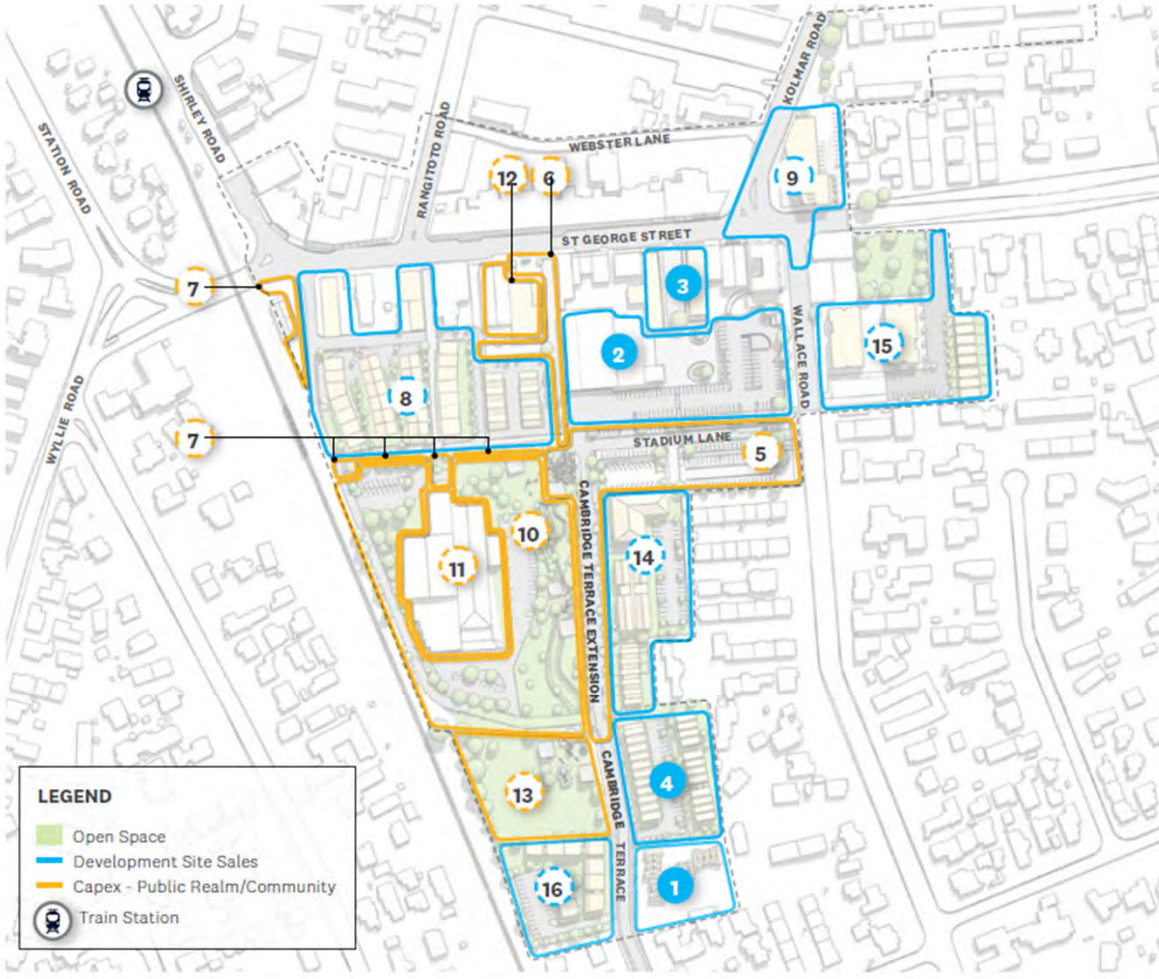 KOLMAR ROAD
SHIRLEY ROAD
STATION ROAD
RANGITOTO ROAD
WEBSTER LANE
12
6
9
ST GEORGE STREET
7
3
WALLACE ROAD
2
15
8
WYLLIE ROAD
7
STADIUM LANE
5
CAMBRIDGE TERRACE EXTENSION
10
14
11
CAMBRIDGE TERRACE
4
13
16
1
LEGEND
Open Space
Development Site Sales
Capex - Public Realm/Community
Train Station